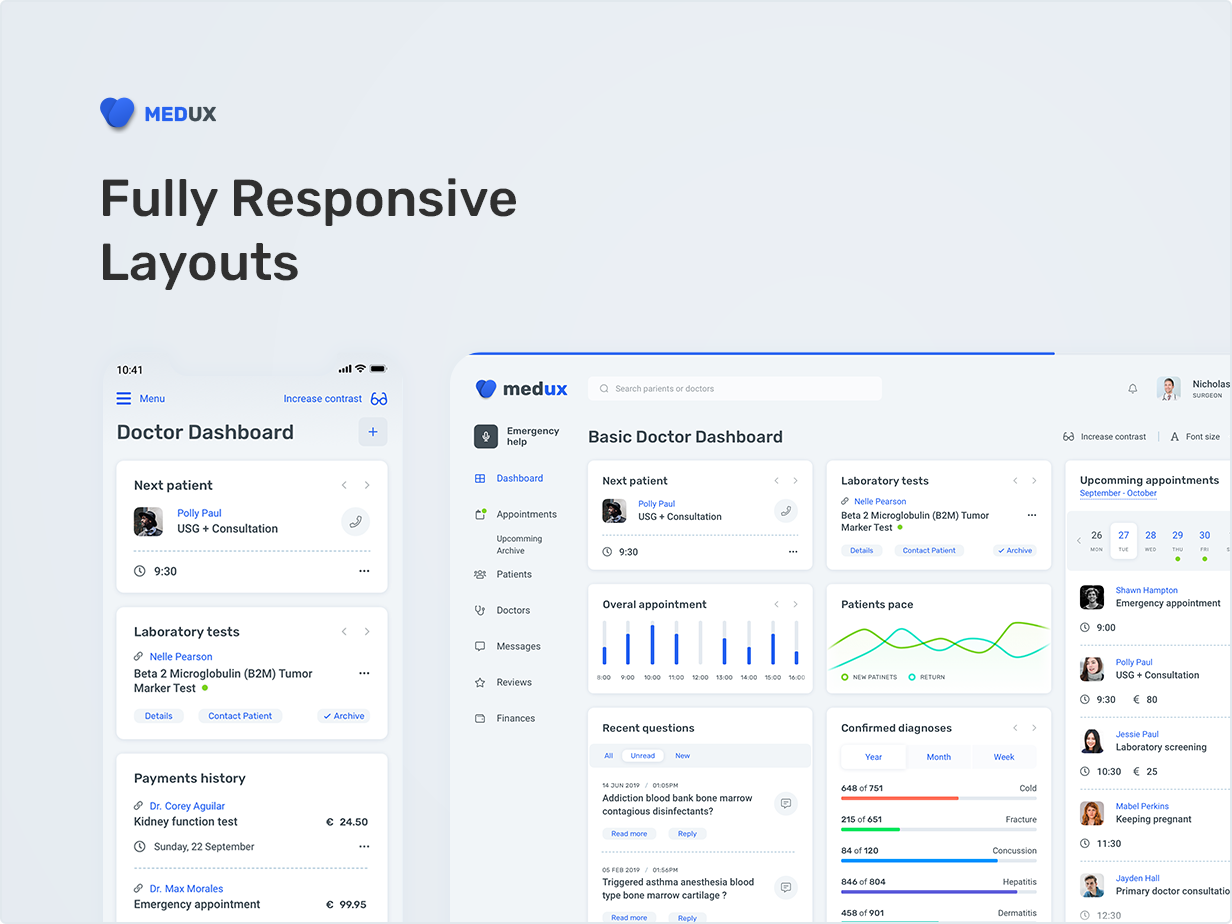 MEDUX
Fully Responsive
Layouts
10:41
Menu
Increase contrast
Doctor Dashboard
+
Next patient
Polly Paul
USG + Consultation
9:30
Laboratory tests
Nelle Pearson
Beta 2 Microglobulin (B2M) Tumor
Marker Test
Details
Contact Patient
Archive
Payments history
Dr. Corey Aguilar
Kidney function test
€ 24.50
Sunday, 22 September
Dr. Max Morales
Emergency appointment
€ 99.95
medux
Search parients or doctors
Nicholas
SURGEON
Emergency
help
Dashboard
Appointments
Upcomming
Archive
Patients
Doctors
Messages
Reviews
Finances
Basic Doctor Dashboard
Increase contrast
A Font size
Next patient
Polly Paul
USG + Consultation
9:30
Laboratory tests
Nelle Pearson
Beta 2 Microglobulin (B2M) Tumor
Marker Test
Details
Contact Patient
Archive
Overal appointment
8:00 9:00 10:00 11:00 12:00 13:00 14:00 15:00 16:00
Patients pace
NEW PATINETS
RETURN
Recent questions
All
Unread
New
14 JUN 2019 / 01:05PM
Addiction blood bank bone marrow
contagious disinfectants?
Read more
Reply
05 FEB 2019 / 01:56PM
Triggered asthma anesthesia blood
type bone marrow cartilage ?
Read more
Reply
Confirmed diagnoses
Year
Month
Week
648 of 751
Cold
215 of 651
Fracture
84 of 120
Concussion
846 of 804
Hepatitis
458 of 901
Dermatitis
Upcomming appointments
September - October
26 27 28 29 30
MON TUE WED THU FRI
Shawn Hampton
Emergency appointment
9:00
Polly Paul
USG + Consultation
9:30 € 80
Jessie Paul
Laboratory screening
10:30 € 25
Mabel Perkins
Keeping pregnant
11:30
Jayden Hall
Primary doctor consultatio
12:30